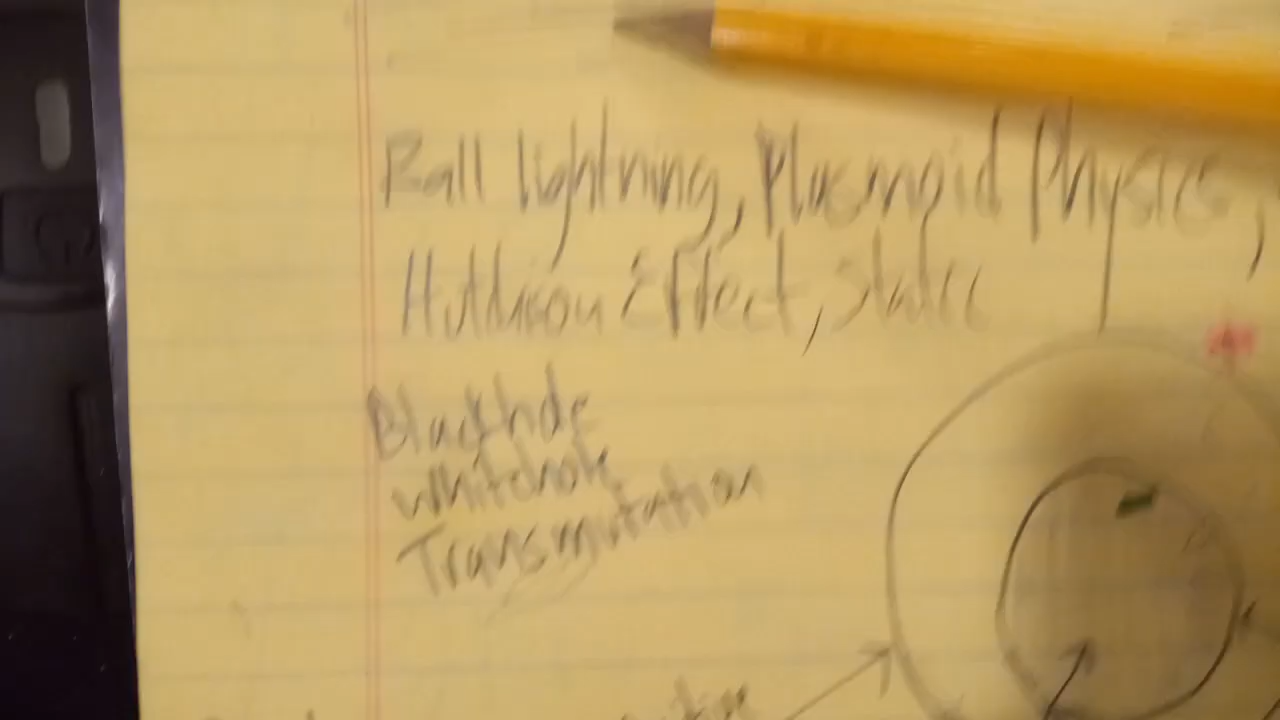 Ball lightning, Plasmoid Physics,
Hutchison Effect, Static
Blackhole
Whitehole
Transmutation